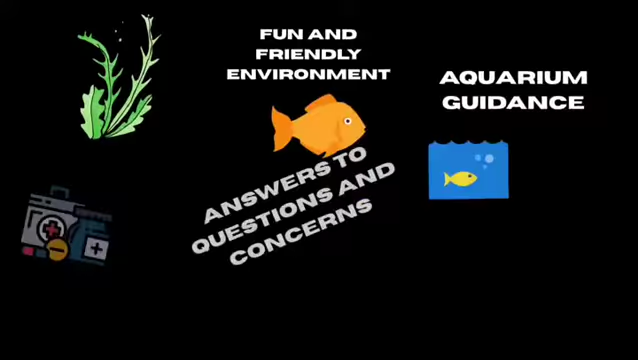 FUN AND
FRIENDLY
ENVIRONMENT
AQUARIUM
GUIDANCE
ANSWERS TO
QUESTIONS AND
CONCERNS